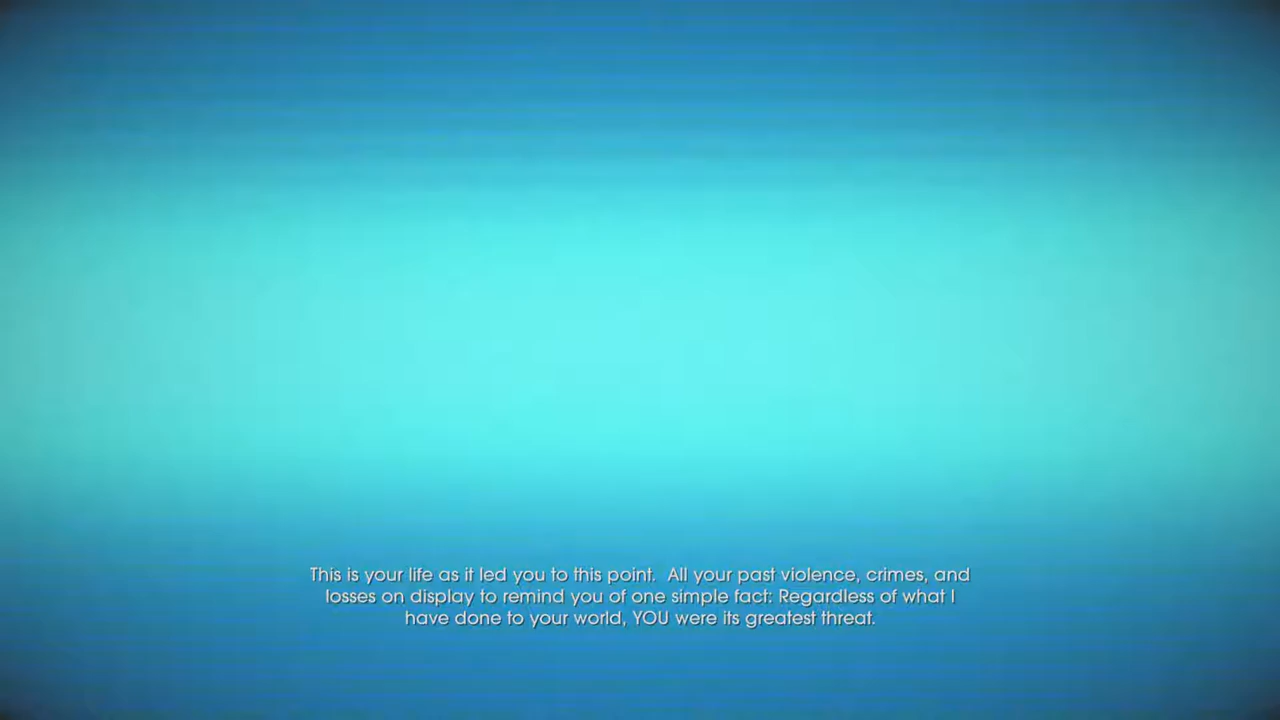 This is your life as it led you to this point.  All your past violence, crimes, and
losses on display to remind you of one simple fact: Regardless of what I
have done to your world, YOU were its greatest threat.